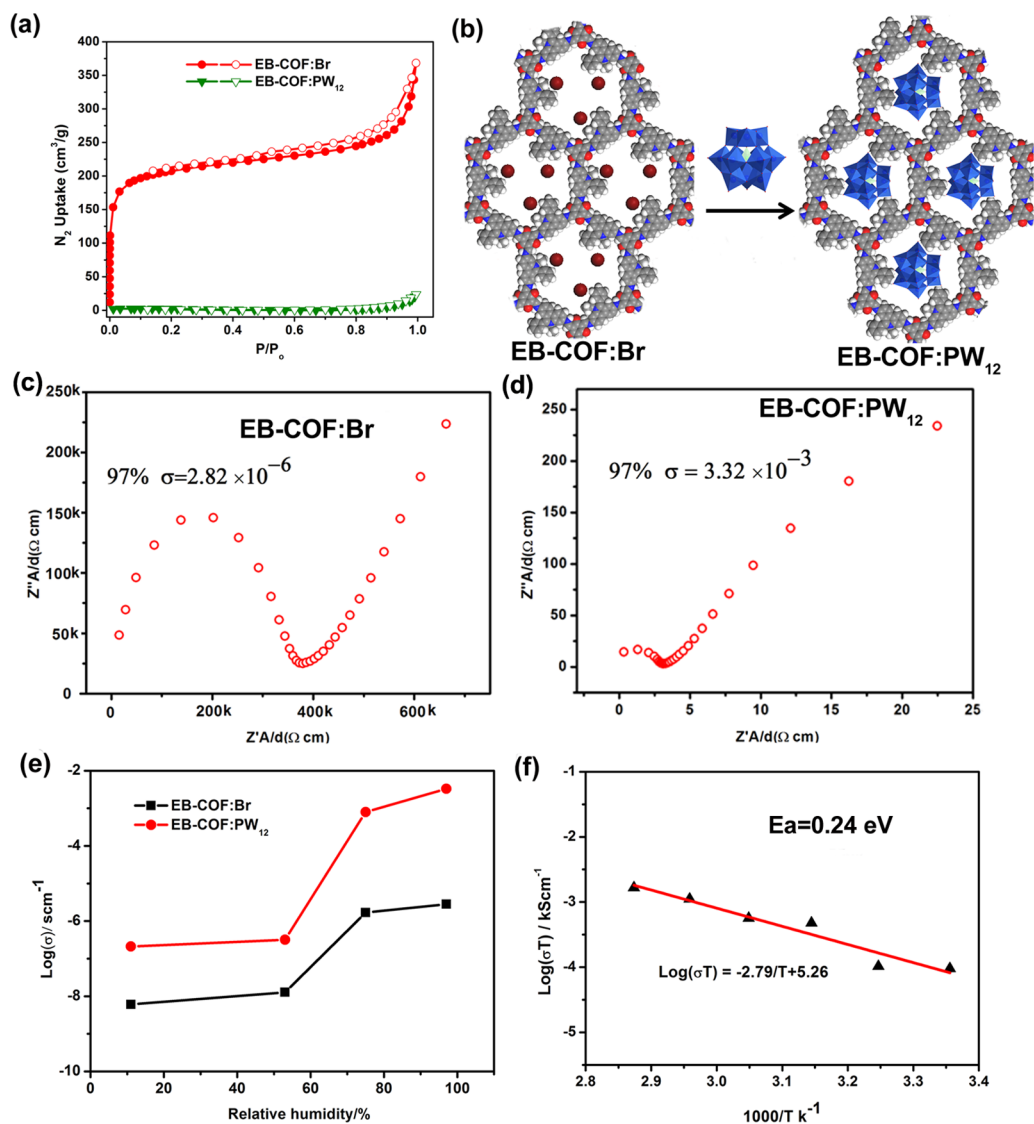 (a)
400
350
300
250
200
150
100
50
0
N₂ Uptake (cm³/g)
EB-COF:Br
EB-COF:PW₁₂
0.0 0.2 0.4 0.6 0.8 1.0
P/Pₒ
(b)
EB-COF:Br
EB-COF:PW₁₂
(c)
250k
200k
150k
100k
50k
0
Z''A/d(Ω cm)
EB-COF:Br
97% σ=2.82 ×10⁻⁶
0 200k 400k 600k
Z'A/d(Ω cm)
(d)
250
200
150
100
50
0
Z''A/d(Ω cm)
EB-COF:PW₁₂
97% σ = 3.32 ×10⁻³
0 5 10 15 20 25
Z'A/d(Ω cm)
(e)
-2
-4
-6
-8
-10
Log(σ)/ scm⁻¹
EB-COF:Br
EB-COF:PW₁₂
0 20 40 60 80 100
Relative humidity/%
(f)
-1
-2
-3
-4
-5
Log(σT) / kScm⁻¹
Ea=0.24 eV
Log(σT) = -2.79/T+5.26
2.8 2.9 3.0 3.1 3.2 3.3 3.4
1000/T k⁻¹